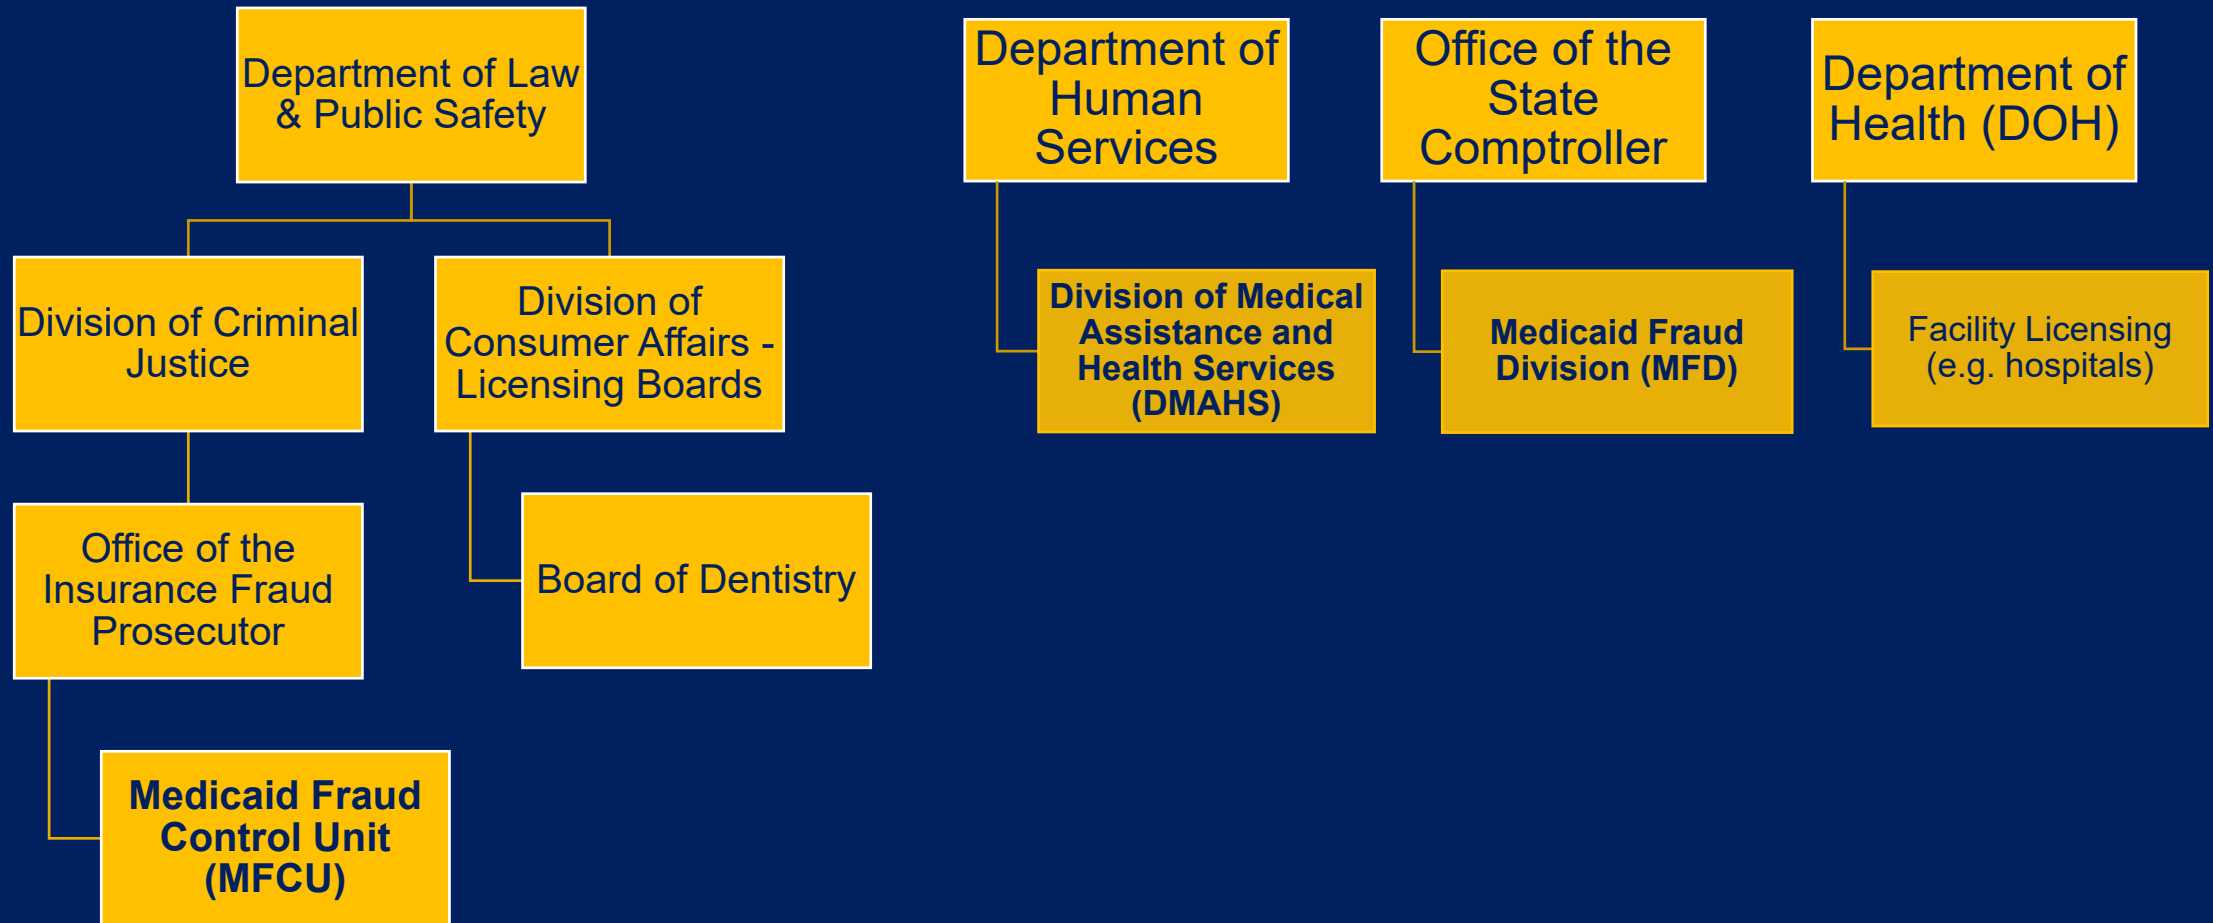 Department of Law
& Public Safety
Department of
Human
Services
Office of the
State
Comptroller
Department of
Health (DOH)
Division of Criminal
Justice
Division of
Consumer Affairs -
Licensing Boards
Division of Medical
Assistance and
Health Services
(DMAHS)
Medicaid Fraud
Division (MFD)
Facility Licensing
(e.g. hospitals)
Office of the
Insurance Fraud
Prosecutor
Board of Dentistry
Medicaid Fraud
Control Unit
(MFCU)